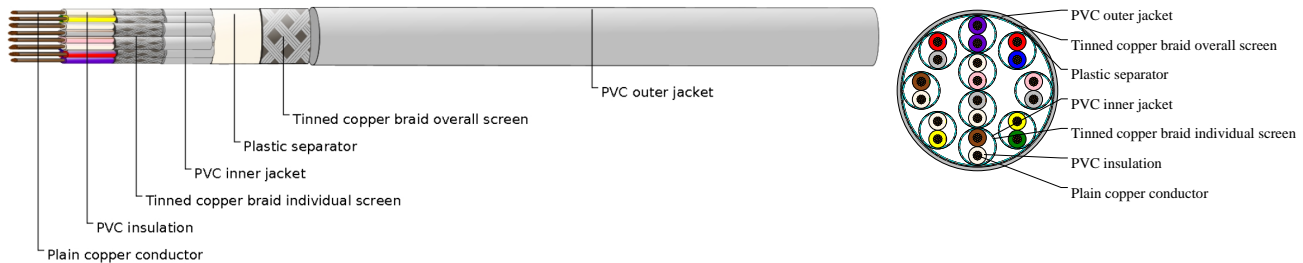 PVC outer jacket
Tinned copper braid overall screen
Plastic separator
PVC inner jacket
Tinned copper braid individual screen
PVC insulation
Plain copper conductor
PVC outer jacket
Tinned copper braid overall screen
Plastic separator
PVC inner jacket
Tinned copper braid individual screen
PVC insulation
Plain copper conductor